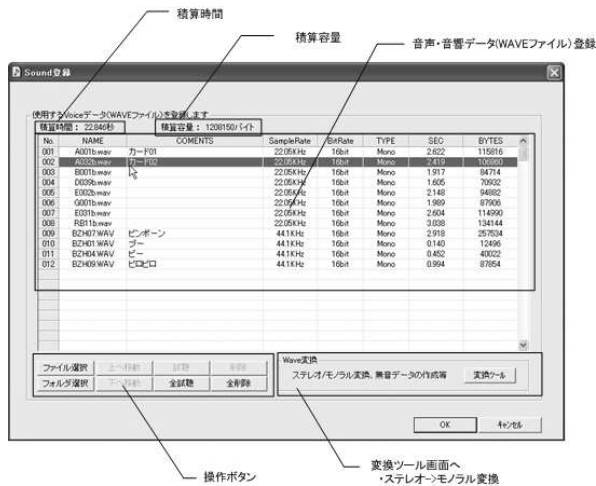 積算時間
積算容量
音声・音響データ(WAVEファイル)登録
Sound登録
使用するVoiceデータ(WAVEファイル)を登録します
積算時間： 22.846秒 積算容量： 1208150バイト
No. NAME COMENTS SampleRate BitRate TYPE SEC BYTES
001 A001b.wav カード01 22.05KHz 16bit Mono 2.622 115816
002 A032b.wav カード02 22.05KHz 16bit Mono 2.419 106860
003 B001b.wav 22.05KHz 16bit Mono 1.917 84714
004 D039b.wav 22.05KHz 16bit Mono 1.605 70932
005 E002b.wav 22.05KHz 16bit Mono 2.148 94882
006 G001b.wav 22.05KHz 16bit Mono 1.989 87906
007 E031b.wav 22.05KHz 16bit Mono 2.604 114990
008 RB11b.wav 22.05KHz 16bit Mono 3.038 134144
009 BZH07.WAV ピンポーン 44.1KHz 16bit Mono 2.918 257534
010 BZH01.WAV ブー 44.1KHz 16bit Mono 0.140 12496
011 BZH04.WAV ピー 44.1KHz 16bit Mono 0.452 40022
012 BZH09.WAV ピロピロ 44.1KHz 16bit Mono 0.994 87854
ファイル選択 上へ移動 試聴 削除
フォルダ選択 下へ移動 全試聴 全削除
Wave変換
ステレオ/モノラル変換、無音データの作成等 変換ツール
OK キャンセル
操作ボタン
変換ツール画面へ
・ステレオ->モノラル変換